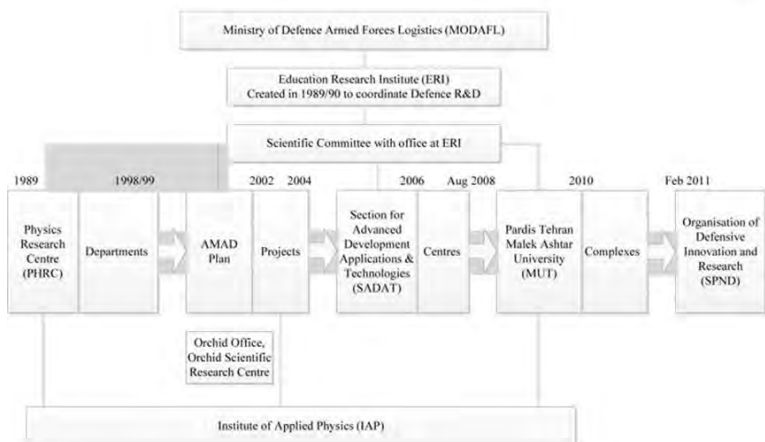 Ministry of Defence Armed Forces Logistics (MODAFL)
Education Research Institute (ERI)
Created in 1989/90 to coordinate Defence R&D
Scientific Committee with office at ERI
1989
1998/99
2002
2004
2006
Aug 2008
2010
Feb 2011
Physics
Research
Centre
(PHRC)
Departments
AMAD
Plan
Projects
Section for
Advanced
Development
Applications &
Technologies
(SADAT)
Centres
Pardis Tehran
Malek Ashtar
University
(MUT)
Complexes
Organisation of
Defensive
Innovation and
Research
(SPND)
Orchid Office,
Orchid Scientific
Research Centre
Institute of Applied Physics (IAP)